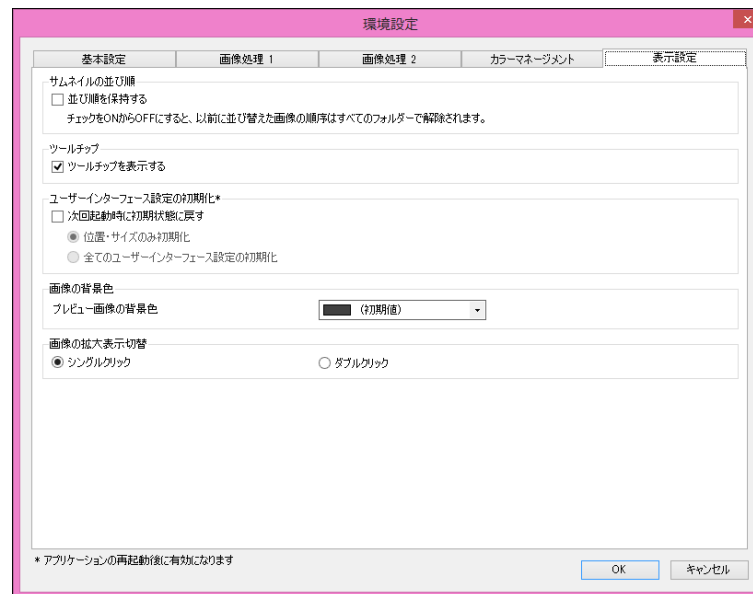 環境設定
基本設定
画像処理 1
画像処理 2
カラーマネージメント
表示設定
サムネイルの並び順
並び順を保持する
チェックをONからOFFにすると、以前に並び替えた画像の順序はすべてのフォルダーで解除されます。
ツールチップ
ツールチップを表示する
ユーザーインターフェース設定の初期化*
次回起動時に初期状態に戻す
位置・サイズのみ初期化
全てのユーザーインターフェース設定の初期化
画像の背景色
プレビュー画像の背景色
(初期値)
画像の拡大表示切替
シングルクリック
ダブルクリック
* アプリケーションの再起動後に有効になります
OK
キャンセル